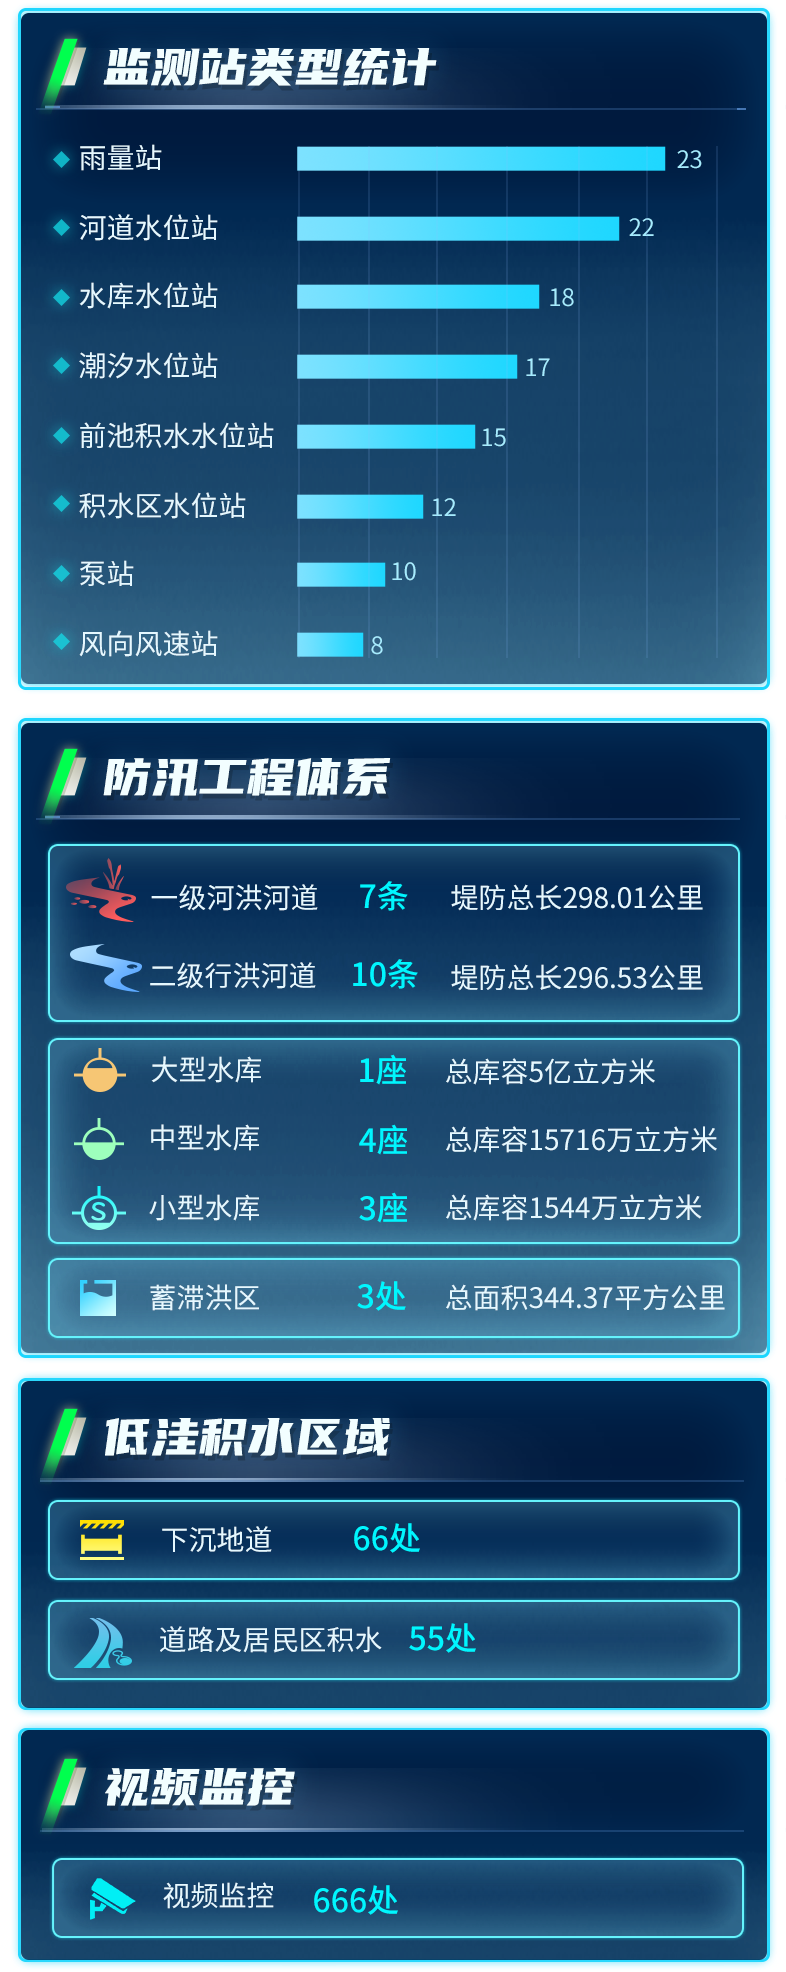 监测站类型统计
雨量站 23
河道水位站 22
水库水位站 18
潮汐水位站 17
前池积水水位站 15
积水区水位站 12
泵站 10
风向风速站 8
防汛工程体系
一级河洪河道 7条 堤防总长298.01公里
二级行洪河道 10条 堤防总长296.53公里
大型水库 1座 总库容5亿立方米
中型水库 4座 总库容15716万立方米
S 小型水库 3座 总库容1544万立方米
蓄滞洪区 3处 总面积344.37平方公里
低洼积水区域
下沉地道 66处
道路及居民区积水 55处
视频监控
视频监控 666处